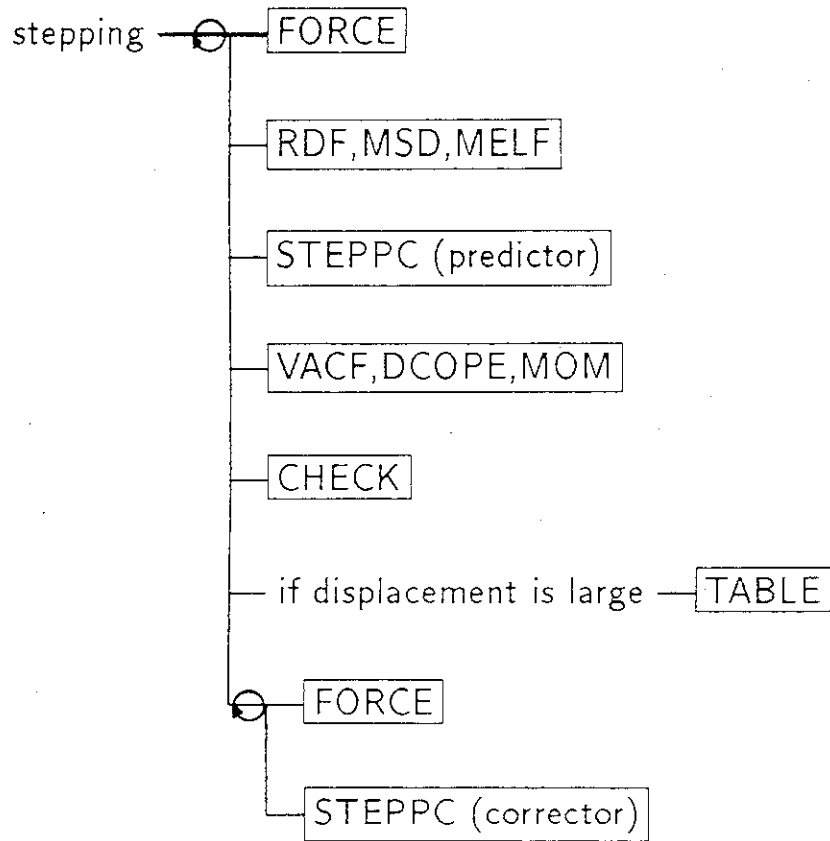 stepping FORCE
RDF,MSD,MELF
STEPPC (predictor)
VACF,DCOPE,MOM
CHECK
if displacement is large TABLE
FORCE
STEPPC (corrector)